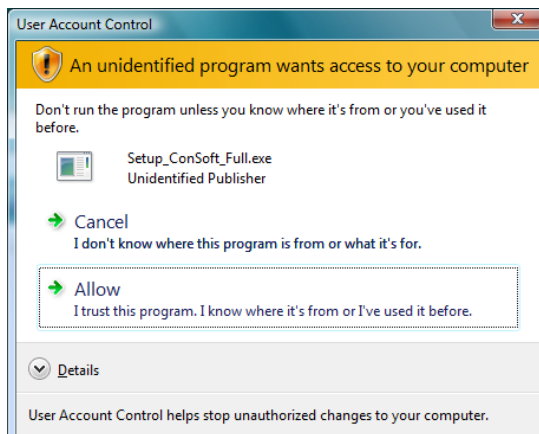 User Account Control
An unidentified program wants access to your computer
Don't run the program unless you know where it's from or you've used it
before.
Setup_ConSoft_Full.exe
Unidentified Publisher
Cancel
I don't know where this program is from or what it's for.
Allow
I trust this program. I know where it's from or I've used it before.
Details
User Account Control helps stop unauthorized changes to your computer.